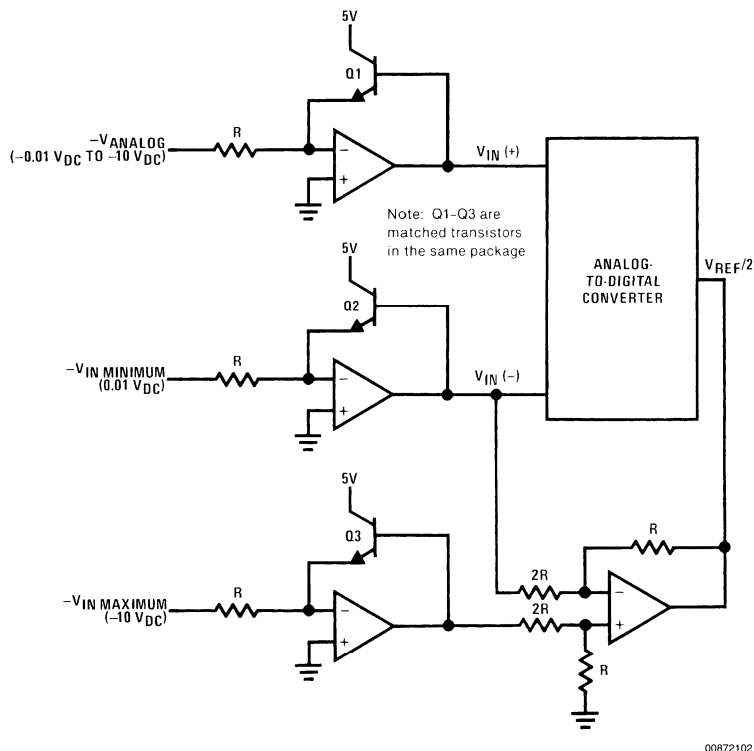 5V
Q1
R
–VANALOG
(–0.01 VDC TO –10 VDC)
–
+
VIN (+)
Note: Q1–Q3 are
matched transistors
in the same package
ANALOG-
TO-DIGITAL
CONVERTER
VREF/2
5V
Q2
R
–VIN MINIMUM
(0.01 VDC)
–
+
VIN (–)
5V
Q3
R
–VIN MAXIMUM
(–10 VDC)
–
+
R
2R
–
2R
+
R
00872102